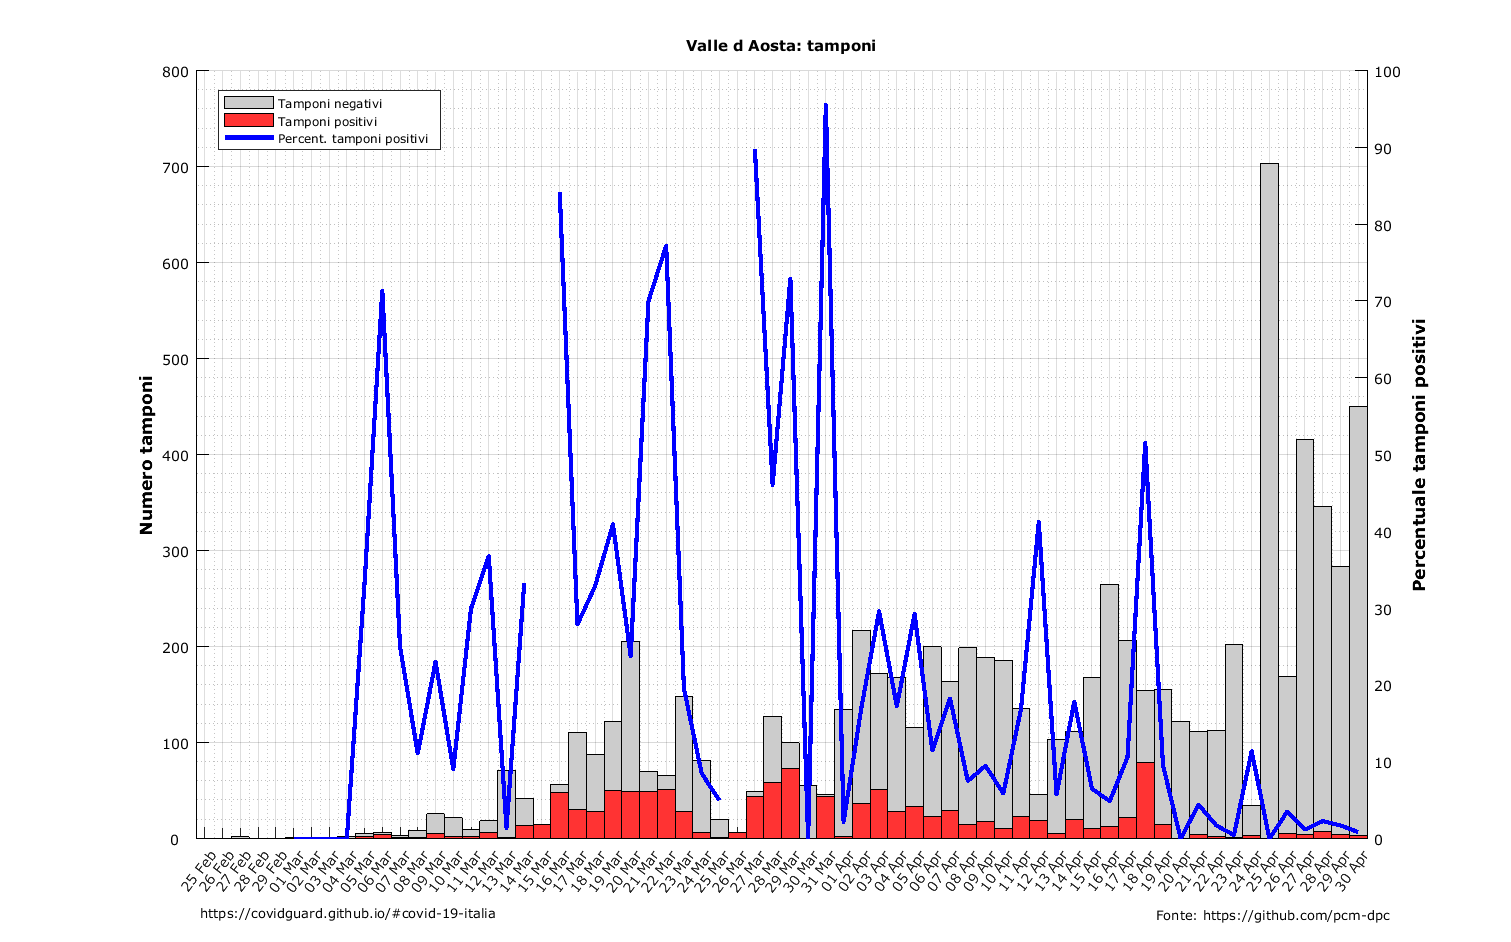 Valle d Aosta: tamponi
Tamponi negativi
Tamponi positivi
Percent. tamponi positivi
Numero tamponi
800
700
600
500
400
300
200
100
0
Percentuale tamponi positivi
100
90
80
70
60
50
40
30
20
10
0
25 Feb
26 Feb
27 Feb
28 Feb
29 Feb
01 Mar
02 Mar
03 Mar
04 Mar
05 Mar
06 Mar
07 Mar
08 Mar
09 Mar
10 Mar
11 Mar
12 Mar
13 Mar
14 Mar
15 Mar
16 Mar
17 Mar
18 Mar
19 Mar
20 Mar
21 Mar
22 Mar
23 Mar
24 Mar
25 Mar
26 Mar
27 Mar
28 Mar
29 Mar
30 Mar
31 Mar
01 Apr
02 Apr
03 Apr
04 Apr
05 Apr
06 Apr
07 Apr
08 Apr
09 Apr
10 Apr
11 Apr
12 Apr
13 Apr
14 Apr
15 Apr
16 Apr
17 Apr
18 Apr
19 Apr
20 Apr
21 Apr
22 Apr
23 Apr
24 Apr
25 Apr
26 Apr
27 Apr
28 Apr
29 Apr
30 Apr
https://covidguard.github.io/#covid-19-italia
Fonte: https://github.com/pcm-dpc